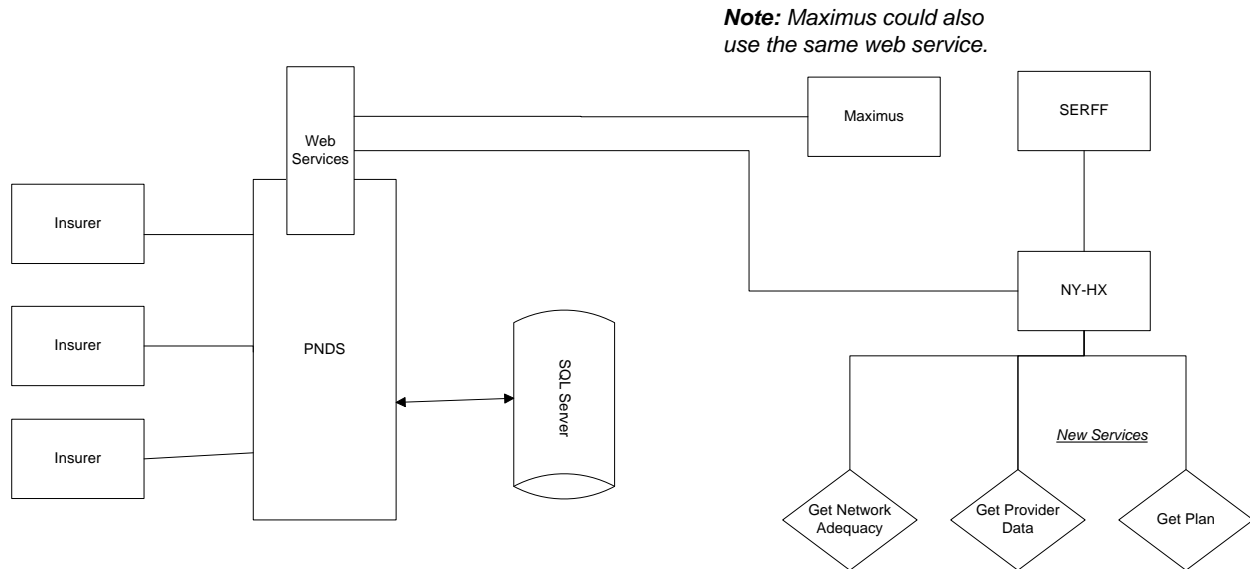 Note: Maximus could also
use the same web service.
Web
Services
Maximus
SERFF
Insurer
Insurer
Insurer
PNDS
SQL Server
NY-HX
New Services
Get Network
Adequacy
Get Provider
Data
Get Plan